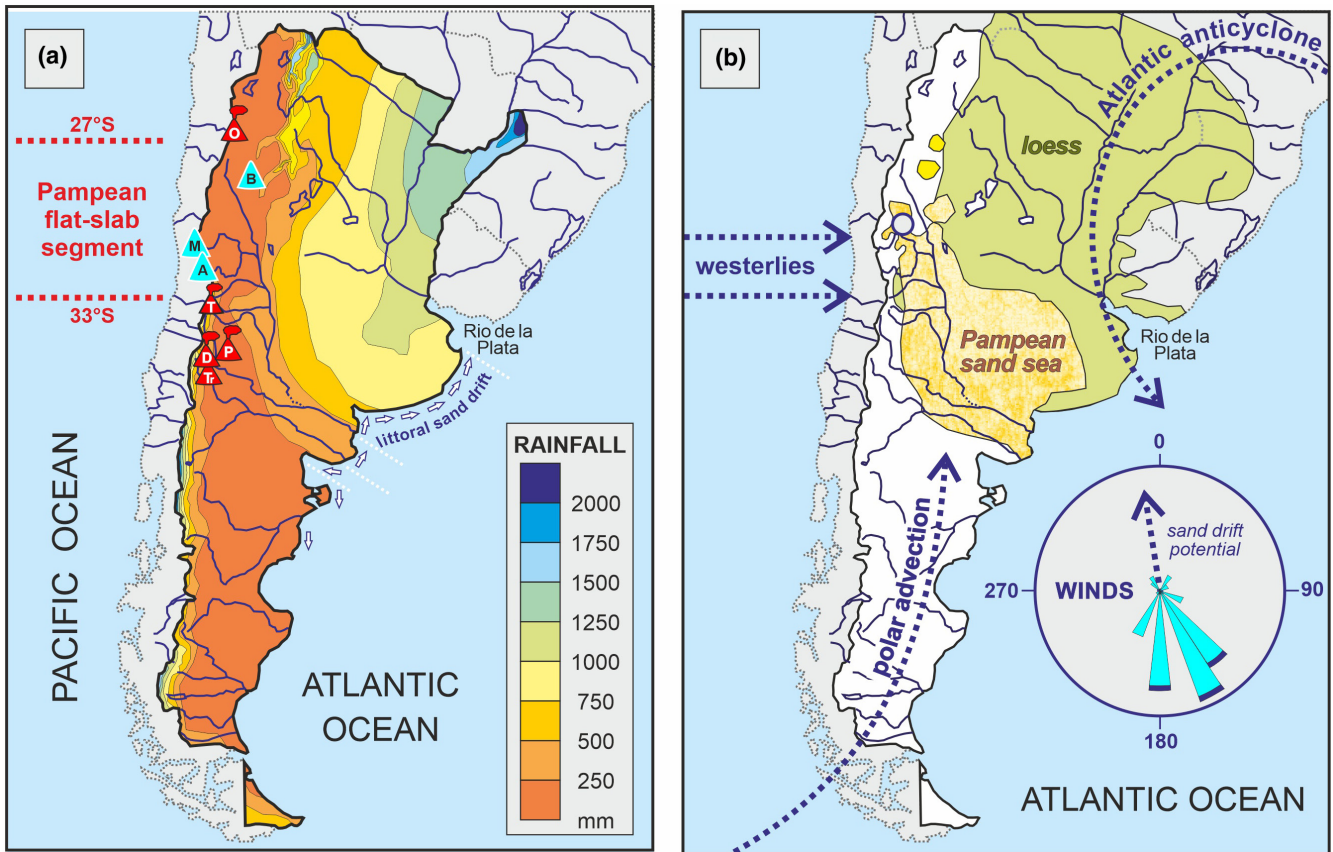 (a)
27°S
Pampean
flat-slab
segment
33°S
O
B
M
A
T
D
P
Tr
Rio de la
Plata
littoral sand drift
PACIFIC OCEAN
ATLANTIC
OCEAN
RAINFALL
2000
1750
1500
1250
1000
750
500
250
mm
(b)
Atlantic anticyclone
loess
westerlies
Pampean
sand sea
Rio de la
Plata
polar advection
0
sand drift
potential
270
WINDS
90
180
ATLANTIC OCEAN